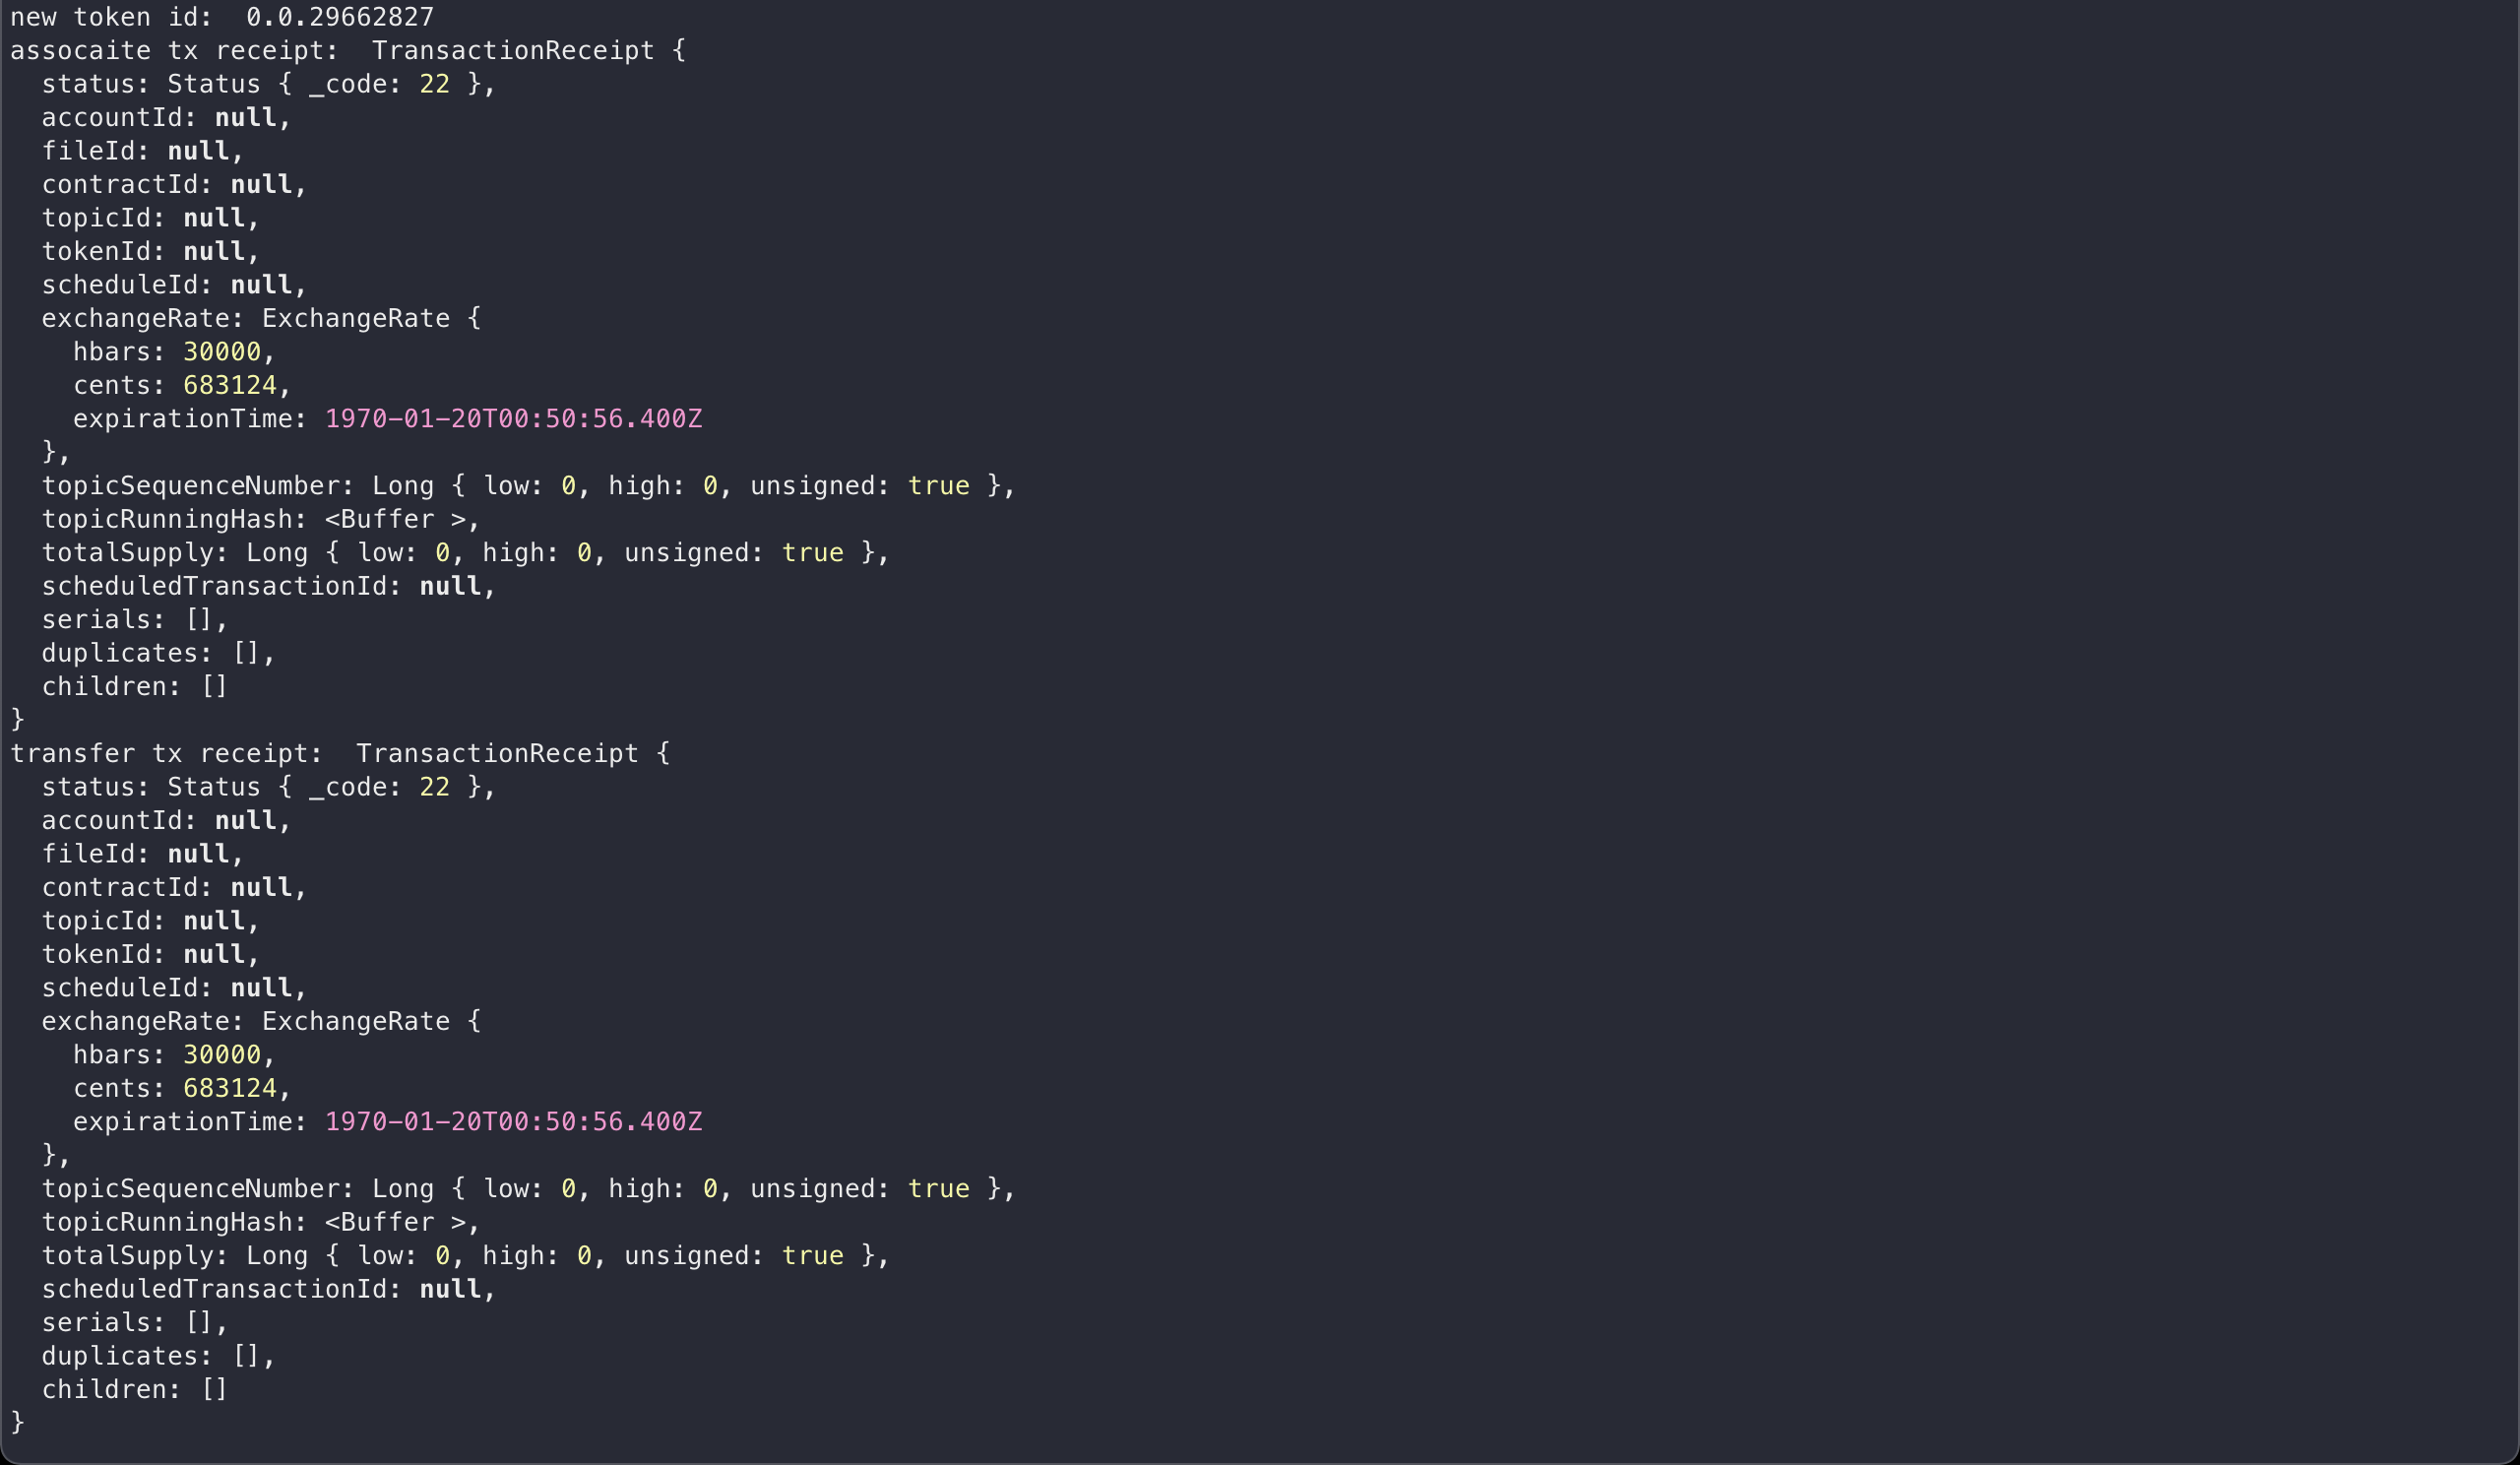 new token id:  0.0.29662827
assocaite tx receipt:  TransactionReceipt {
  status: Status { _code: 22 },
  accountId: null,
  fileId: null,
  contractId: null,
  topicId: null,
  tokenId: null,
  scheduleId: null,
  exchangeRate: ExchangeRate {
    hbars: 30000,
    cents: 683124,
    expirationTime: 1970-01-20T00:50:56.400Z
  },
  topicSequenceNumber: Long { low: 0, high: 0, unsigned: true },
  topicRunningHash: <Buffer >,
  totalSupply: Long { low: 0, high: 0, unsigned: true },
  scheduledTransactionId: null,
  serials: [],
  duplicates: [],
  children: []
}
transfer tx receipt:  TransactionReceipt {
  status: Status { _code: 22 },
  accountId: null,
  fileId: null,
  contractId: null,
  topicId: null,
  tokenId: null,
  scheduleId: null,
  exchangeRate: ExchangeRate {
    hbars: 30000,
    cents: 683124,
    expirationTime: 1970-01-20T00:50:56.400Z
  },
  topicSequenceNumber: Long { low: 0, high: 0, unsigned: true },
  topicRunningHash: <Buffer >,
  totalSupply: Long { low: 0, high: 0, unsigned: true },
  scheduledTransactionId: null,
  serials: [],
  duplicates: [],
  children: []
}